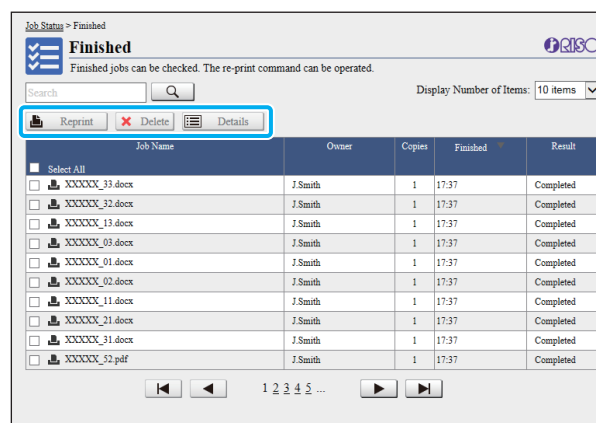 Job Status > Finished
Finished
RISO
Finished jobs can be checked. The re-print command can be operated.
Search
Display Number of Items: 10 items
Reprint Delete Details
Job Name Owner Copies Finished Result
Select All
XXXXX_33.docx J.Smith 1 17:37 Completed
XXXXX_32.docx J.Smith 1 17:37 Completed
XXXXX_13.docx J.Smith 1 17:37 Completed
XXXXX_03.docx J.Smith 1 17:37 Completed
XXXXX_01.docx J.Smith 1 17:37 Completed
XXXXX_02.docx J.Smith 1 17:37 Completed
XXXXX_11.docx J.Smith 1 17:37 Completed
XXXXX_21.docx J.Smith 1 17:37 Completed
XXXXX_31.docx J.Smith 1 17:37 Completed
XXXXX_52.pdf J.Smith 1 17:37 Completed
1 2 3 4 5 ...